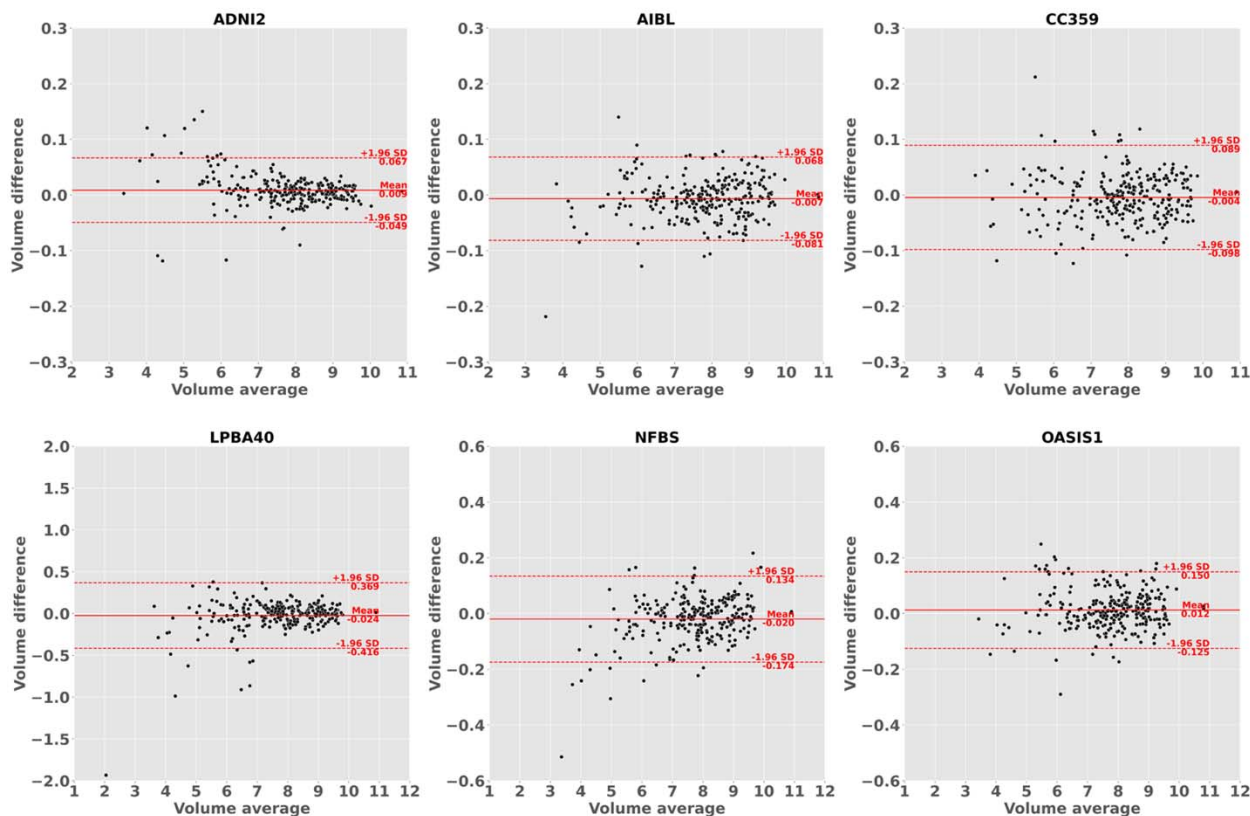 ADNI2
AIBL
CC359
Volume difference
0.3
0.2
0.1
0.0
−0.1
−0.2
−0.3
+1.96 SD
0.067
Mean
0.009
-1.96 SD
-0.049
2 3 4 5 6 7 8 9 10 11
Volume average
Volume difference
0.3
0.2
0.1
0.0
−0.1
−0.2
−0.3
+1.96 SD
0.068
Mean
-0.007
-1.96 SD
-0.081
2 3 4 5 6 7 8 9 10 11
Volume average
Volume difference
0.3
0.2
0.1
0.0
−0.1
−0.2
−0.3
+1.96 SD
0.089
Mean
-0.004
-1.96 SD
-0.098
2 3 4 5 6 7 8 9 10 11
Volume average
LPBA40
NFBS
OASIS1
Volume difference
2.0
1.5
1.0
0.5
0.0
−0.5
−1.0
−1.5
−2.0
+1.96 SD
0.369
Mean
-0.024
-1.96 SD
-0.416
1 2 3 4 5 6 7 8 9 10 11 12
Volume average
Volume difference
0.6
0.4
0.2
0.0
−0.2
−0.4
−0.6
+1.96 SD
0.134
Mean
-0.020
-1.96 SD
-0.174
1 2 3 4 5 6 7 8 9 10 11 12
Volume average
Volume difference
0.6
0.4
0.2
0.0
−0.2
−0.4
−0.6
+1.96 SD
0.150
Mean
0.012
-1.96 SD
-0.125
1 2 3 4 5 6 7 8 9 10 11 12
Volume average